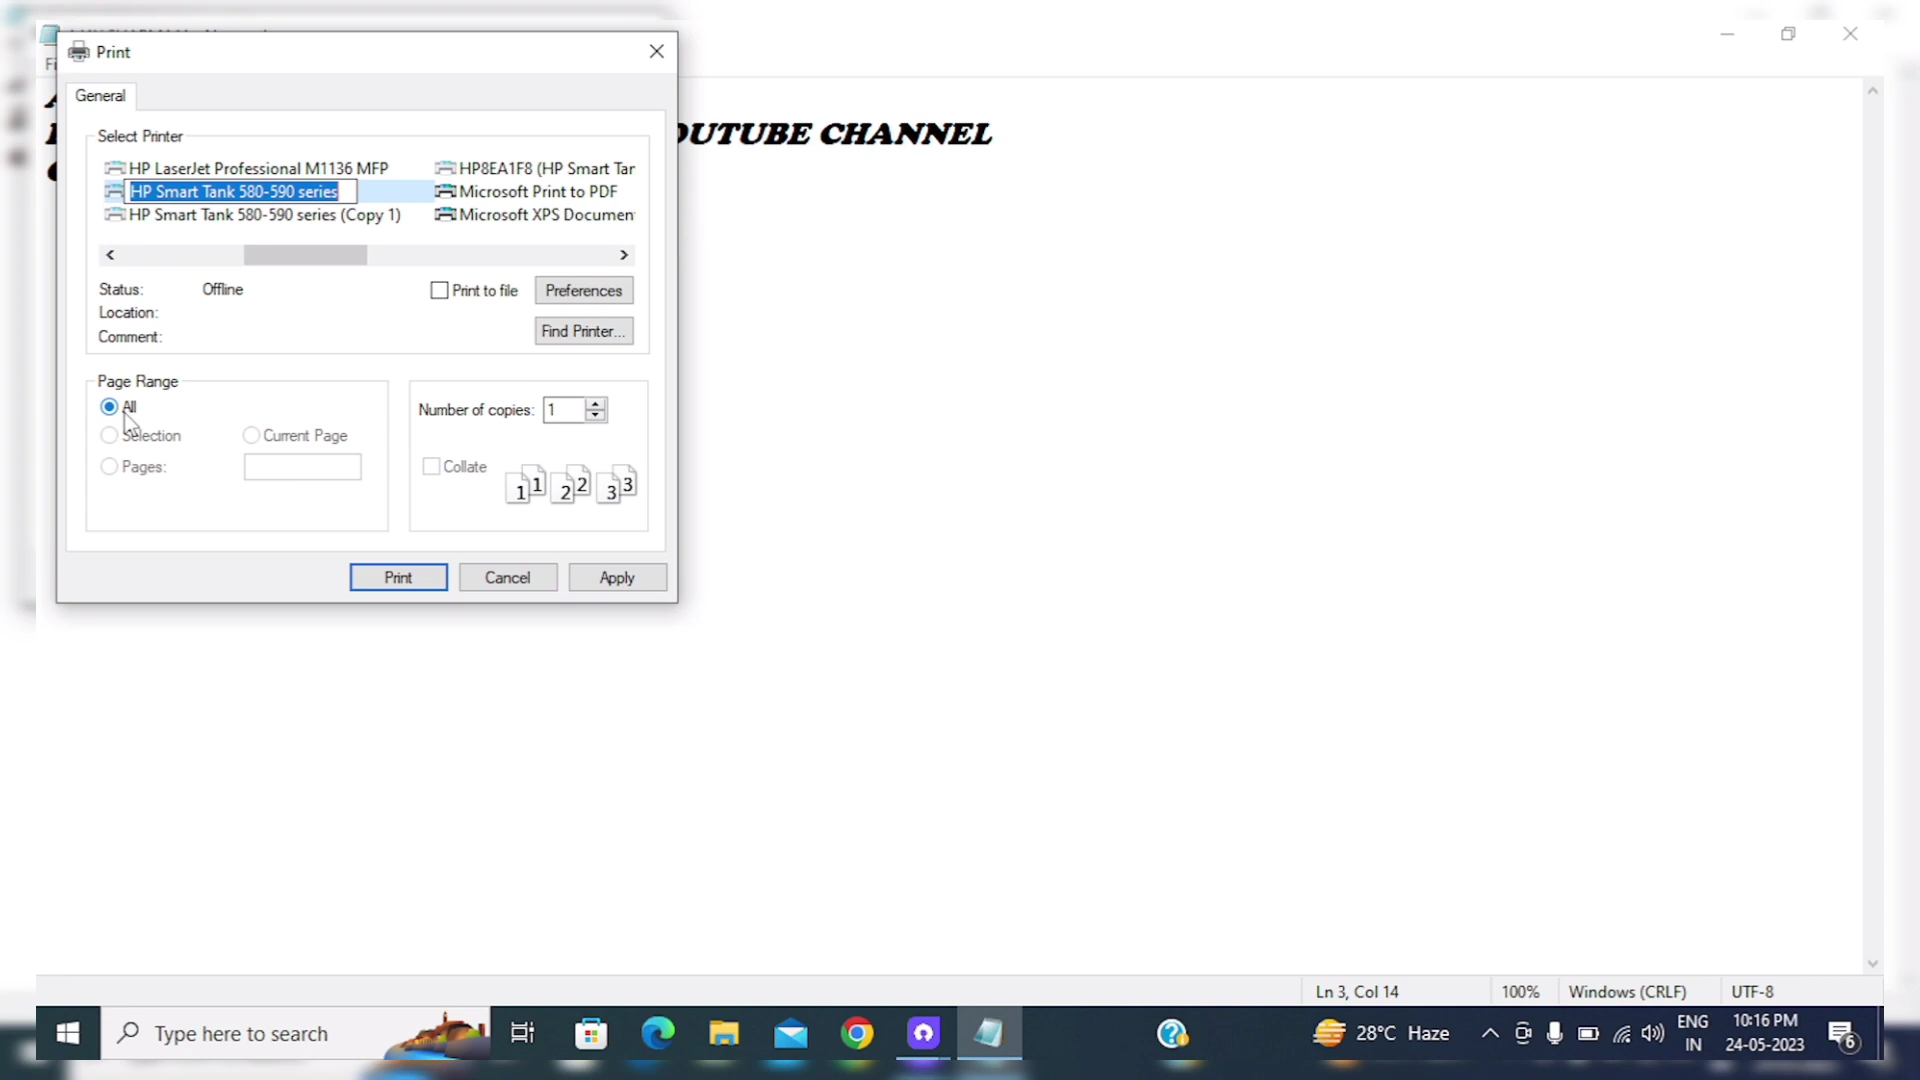 Print
General
OUTUBE CHANNEL
Select Printer
HP LaserJet Professional M1136 MFP
HP8EA1F8 (HP Smart Tar
HP Smart Tank 580-590 series
Microsoft Print to PDF
HP Smart Tank 580-590 series (Copy 1)
Microsoft XPS Documen
Status: Offline
Print to file
Preferences
Location:
Find Printer...
Comment:
Page Range
All
Number of copies: 1
Selection
Current Page
Pages:
Collate
1 1 2 2 3 3
Print
Cancel
Apply
Ln 3, Col 14
100%
Windows (CRLF)
UTF-8
Type here to search
28°C Haze
ENG
IN
10:16 PM
24-05-2023
6